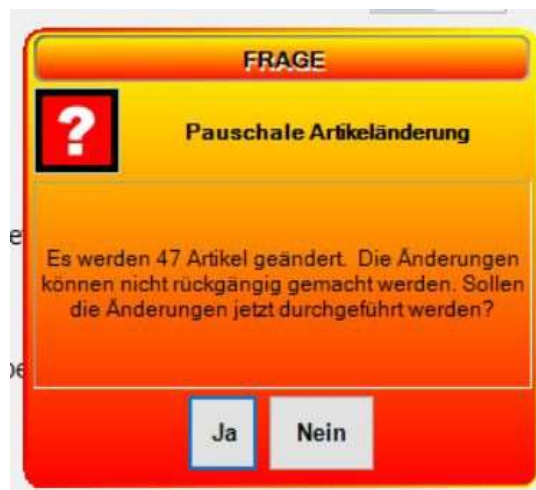 FRAGE
?
Pauschale Artikeländerung
Es werden 47 Artikel geändert. Die Änderungen
können nicht rückgängig gemacht werden. Sollen
die Änderungen jetzt durchgeführt werden?
Ja
Nein